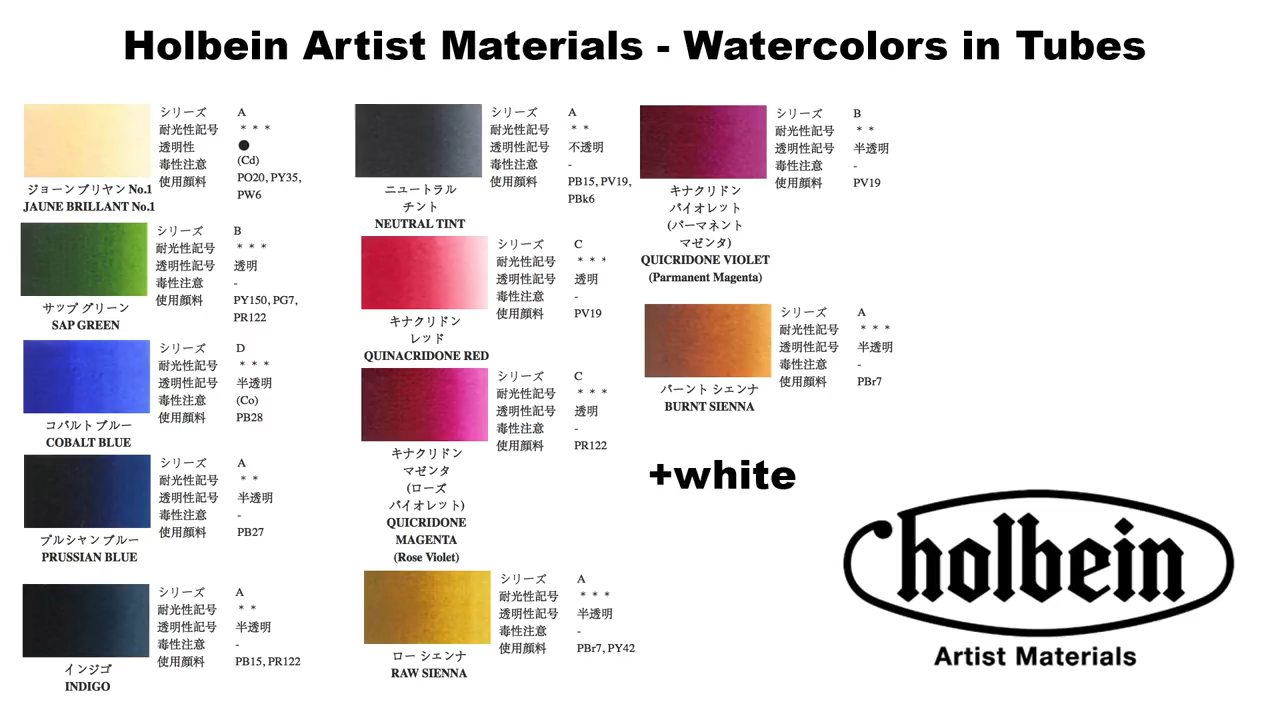 Holbein Artist Materials - Watercolors in Tubes
シリーズ A
耐光性記号 ＊＊＊
透明性 ●
毒性注意 (Cd)
使用顔料 PO20, PY35,
PW6
ジョーン ブリヤン No.1
JAUNE BRILLANT No.1
シリーズ B
耐光性記号 ＊＊＊
透明性記号 透明
毒性注意 -
使用顔料 PY150, PG7,
PR122
サップ グリーン
SAP GREEN
シリーズ D
耐光性記号 ＊＊＊
透明性記号 半透明
毒性注意 (Co)
使用顔料 PB28
コバルト ブルー
COBALT BLUE
シリーズ A
耐光性記号 ＊＊
透明性記号 半透明
毒性注意 -
使用顔料 PB27
プルシャン ブルー
PRUSSIAN BLUE
シリーズ A
耐光性記号 ＊＊
透明性記号 半透明
毒性注意 -
使用顔料 PB15, PR122
インジゴ
INDIGO
シリーズ A
耐光性記号 ＊＊
透明性記号 不透明
毒性注意 -
使用顔料 PB15, PV19,
PBk6
ニュートラル
チント
NEUTRAL TINT
シリーズ C
耐光性記号 ＊＊＊
透明性記号 透明
毒性注意 -
使用顔料 PV19
キナクリドン
レッド
QUINACRIDONE RED
シリーズ C
耐光性記号 ＊＊＊
透明性記号 透明
毒性注意 -
使用顔料 PR122
キナクリドン
マゼンタ
(ローズ
バイオレット)
QUICRIDONE
MAGENTA
(Rose Violet)
シリーズ A
耐光性記号 ＊＊＊
透明性記号 半透明
毒性注意 -
使用顔料 PBr7, PY42
ロー シェンナ
RAW SIENNA
シリーズ B
耐光性記号 ＊＊
透明性記号 半透明
毒性注意 -
使用顔料 PV19
キナクリドン
バイオレット
(パーマネント
マゼンタ)
QUICRIDONE VIOLET
(Parmanent Magenta)
シリーズ A
耐光性記号 ＊＊＊
透明性記号 半透明
毒性注意 -
使用顔料 PBr7
バーント シェンナ
BURNT SIENNA
+white
holbein
Artist Materials